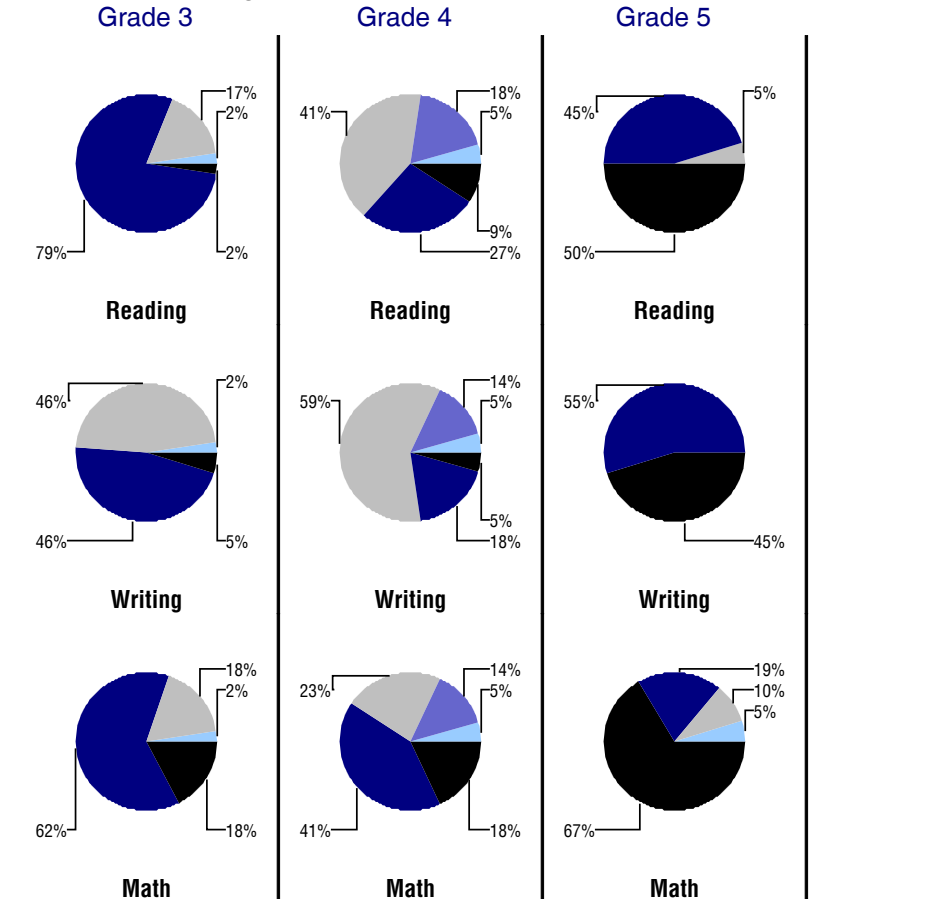 Grade 3 Grade 4 Grade 5
17% 18% 5%
2% 41% 5% 45%
79% 2% 9% 50%
27%
Reading Reading Reading
2% 14%
46% 59% 5% 55%
46% 5% 5% 45%
18%
Writing Writing Writing
18% 14% 19%
2% 23% 5% 10%
5%
62% 18% 41% 18% 67%
Math Math Math